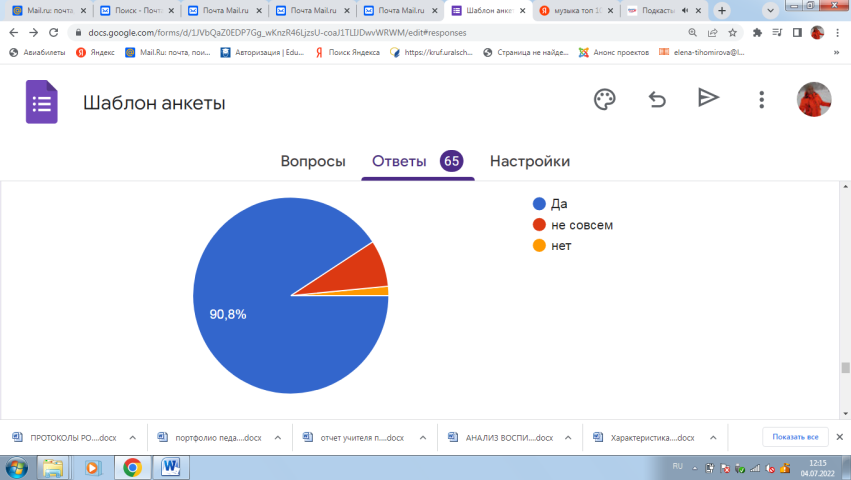 Mail.ru: почта
Поиск - Почта
Почта Mail.ru
Почта Mail.ru
Почта Mail.ru
Шаблон анкет
музыка топ 10
Подкасты
docs.google.com/forms/d/1JVbQaZ0EDP7Gg_wKnzR46LjzsU-coaJ1TLIJDwvWRWM/edit#responses
Авиабилеты
Яндекс
Mail.Ru: почта, пои...
Авторизация | Edu...
Поиск Яндекса
https://kruf.uralsch...
Страница не найде...
Анонс проектов
elena-tihomirova@l...
»
Шаблон анкеты
Вопросы Ответы 65 Настройки
Да
не совсем
нет
90,8%
ПРОТОКОЛЫ РО....docx
портфолио педа....docx
отчет учителя п....docx
АНАЛИЗ ВОСПИ....docx
Характеристика....docx
Показать все
RU
12:15
04.07.2022